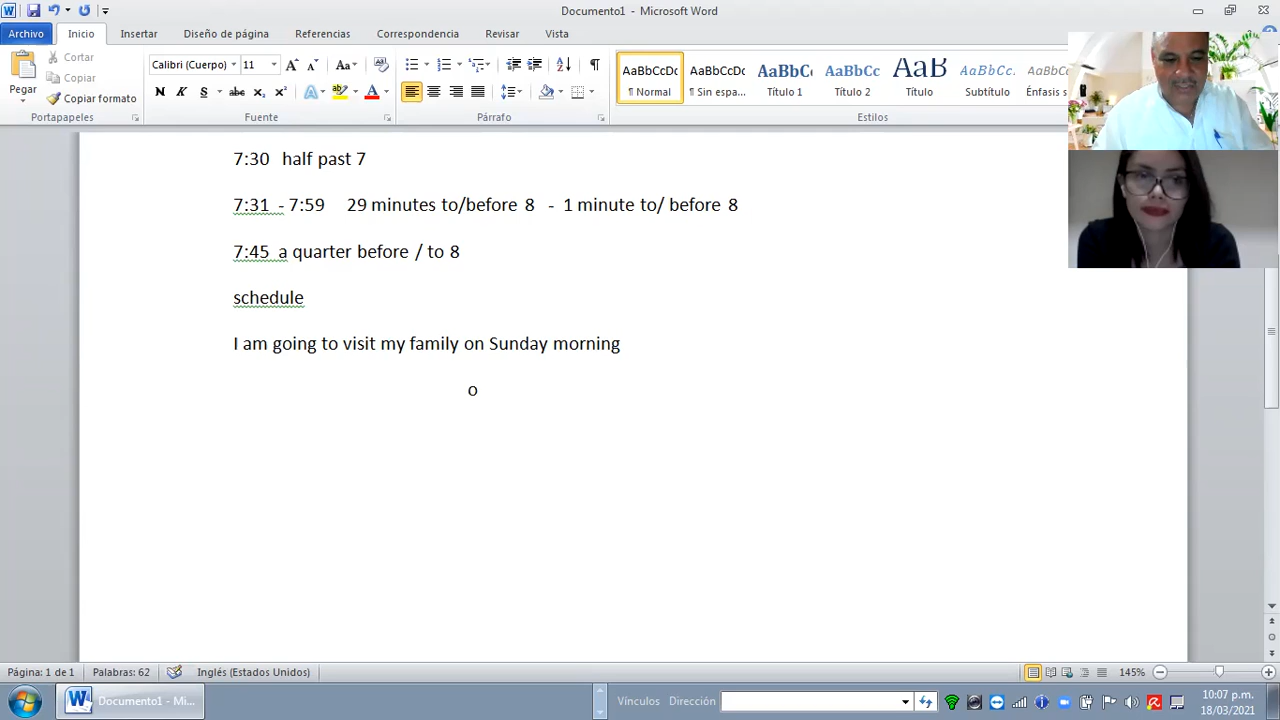 Documento1 - Microsoft Word
Archivo Inicio Insertar Diseño de página Referencias Correspondencia Revisar Vista
Pegar
Cortar
Copiar
Copiar formato
Portapapeles
Calibri (Cuerpo) 11
Fuente
Párrafo
AaBbCcDc AaBbCcDc AaBbC AaBbCc AaB AaBbCc. AaBbCc
¶ Normal ¶ Sin espa... Título 1 Título 2 Título Subtítulo Énfasis s
Estilos
7:30 half past 7
7:31 - 7:59 29 minutes to/before 8 - 1 minute to/ before 8
7:45 a quarter before / to 8
schedule
I am going to visit my family on Sunday morning
o
Página: 1 de 1 Palabras: 62 Inglés (Estados Unidos) 145%
Documento1 - Mi... Vínculos Dirección 10:07 p.m.
18/03/2021